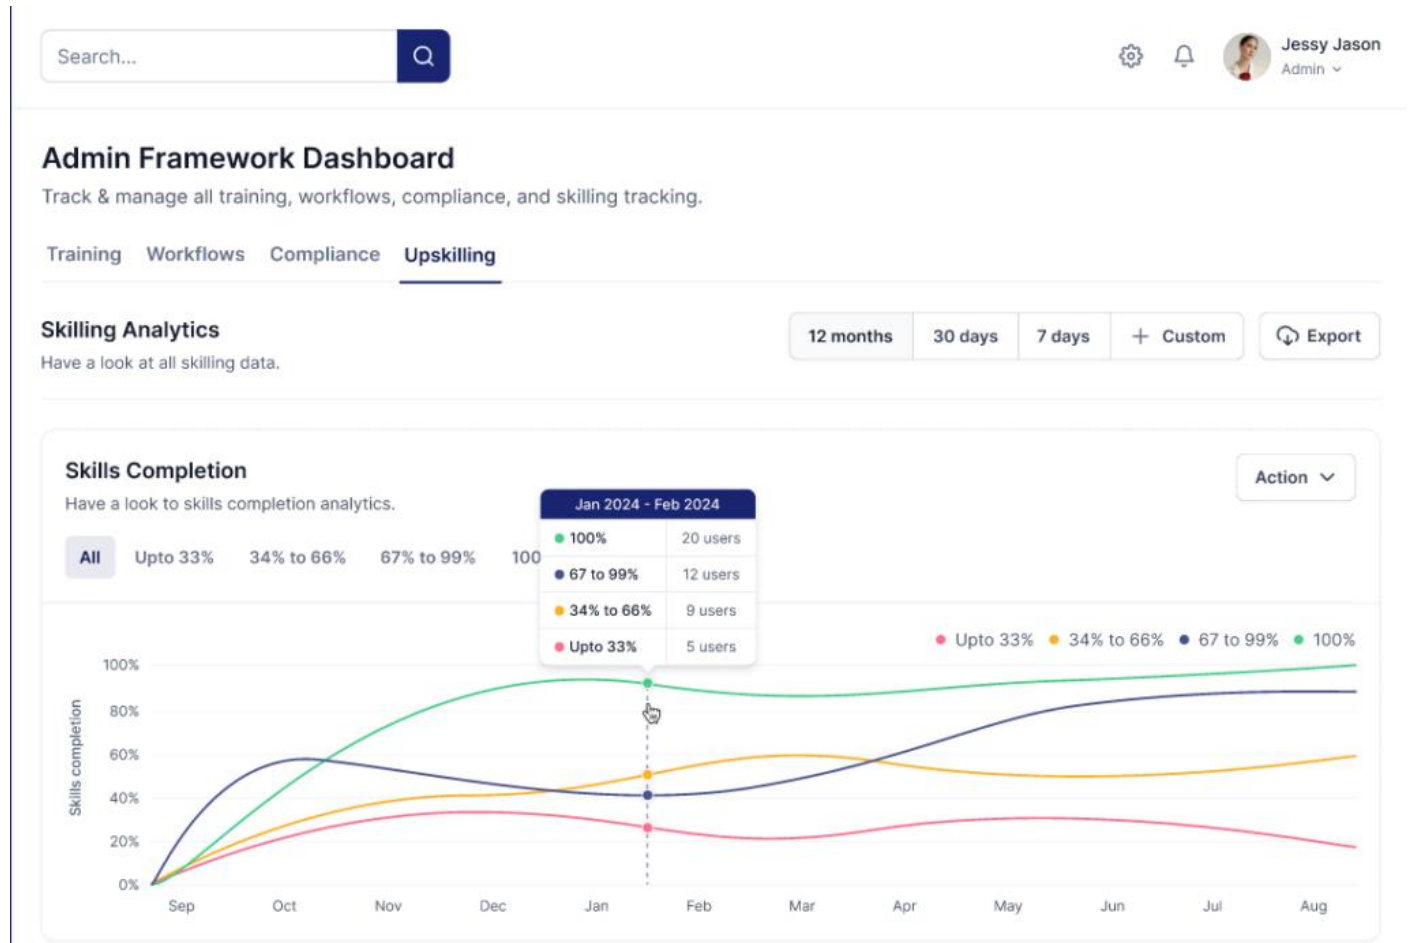 Search...
Jessy Jason
Admin
Admin Framework Dashboard
Track & manage all training, workflows, compliance, and skilling tracking.
Training Workflows Compliance Upskilling
Skilling Analytics
Have a look at all skilling data.
12 months 30 days 7 days + Custom Export
Skills Completion
Have a look to skills completion analytics.
Action
All Upto 33% 34% to 66% 67% to 99% 100
Jan 2024 - Feb 2024
100% 20 users
67 to 99% 12 users
34% to 66% 9 users
Upto 33% 5 users
Upto 33% 34% to 66% 67 to 99% 100%
Skills completion
100%
80%
60%
40%
20%
0%
Sep Oct Nov Dec Jan Feb Mar Apr May Jun Jul Aug